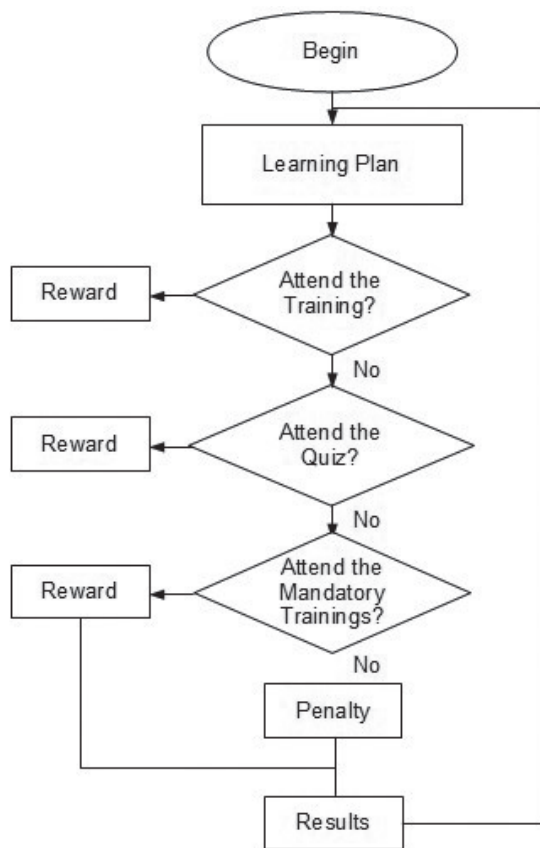 Begin
Learning Plan
Reward
Attend the
Training?
No
Reward
Attend the
Quiz?
No
Reward
Attend the
Mandatory
Trainings?
No
Penalty
Results